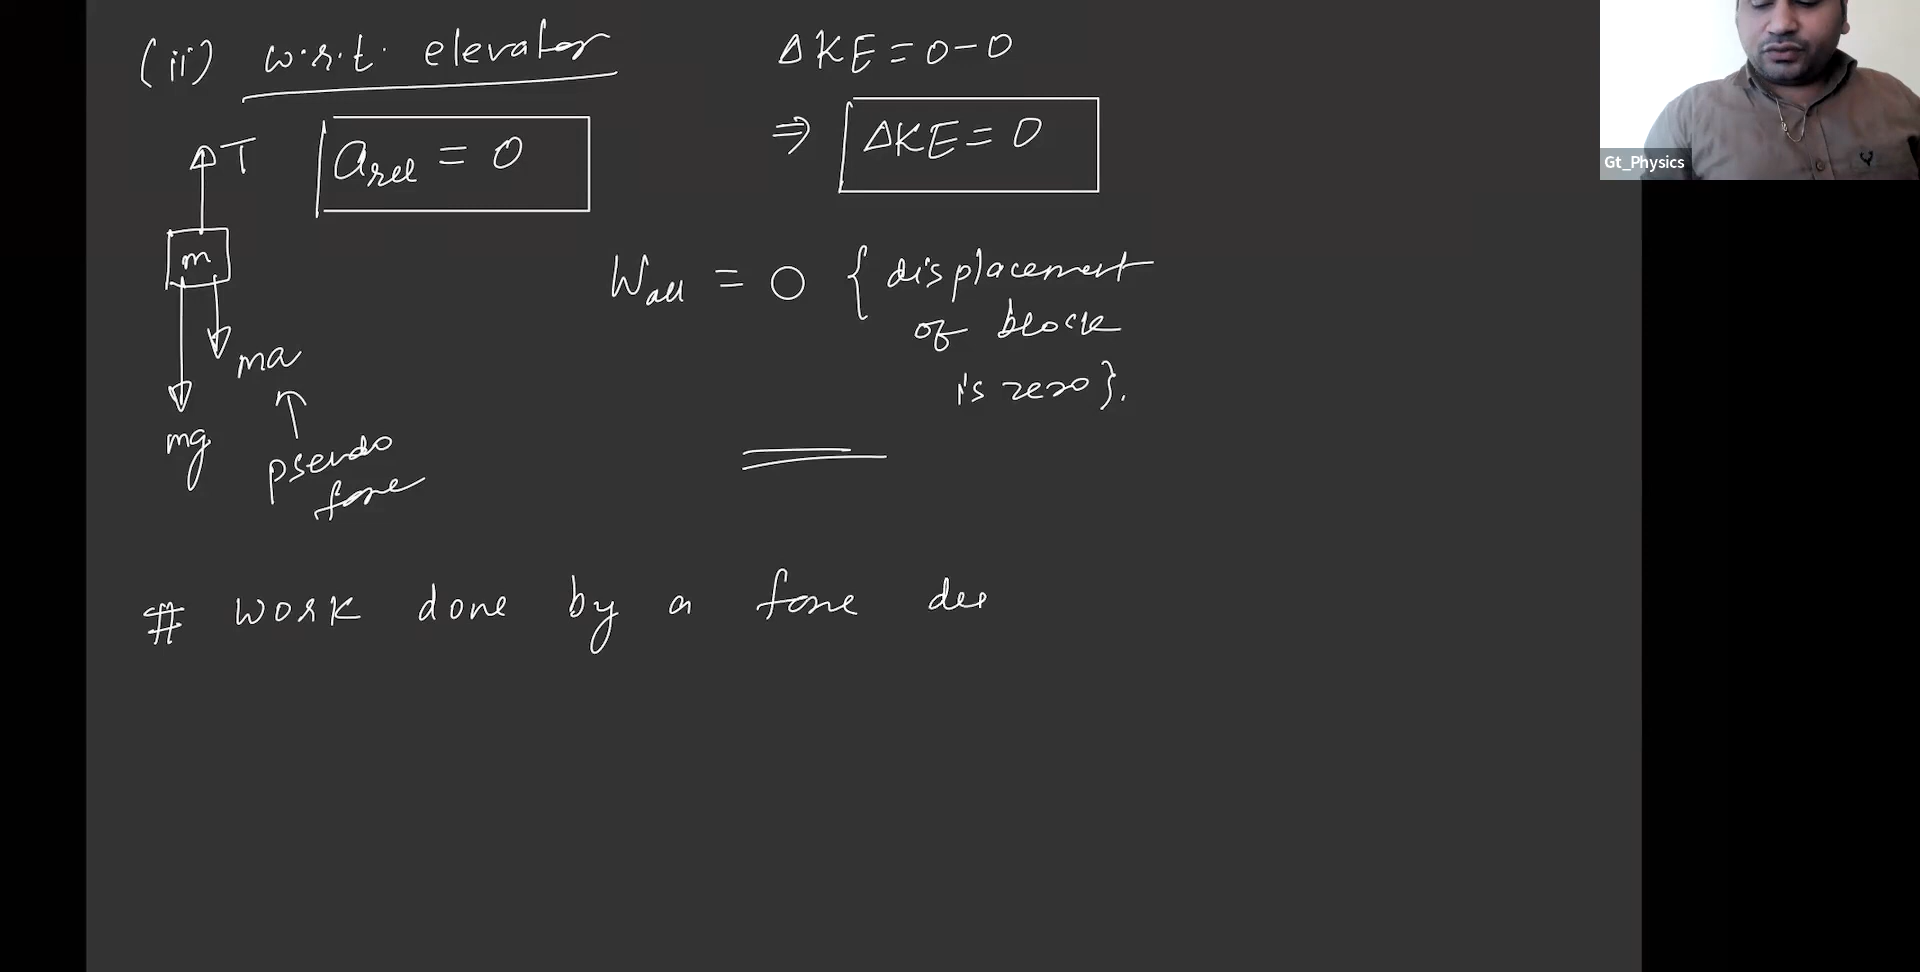 (ii) w.r.t. elevator
ΔKE = 0 - 0
T
a_rel = 0
⇒ ΔKE = 0
m
W_all = 0 { displacement
of block
is zero}.
ma
mg
pseudo
force
# work done by a force de
Gt_Physics